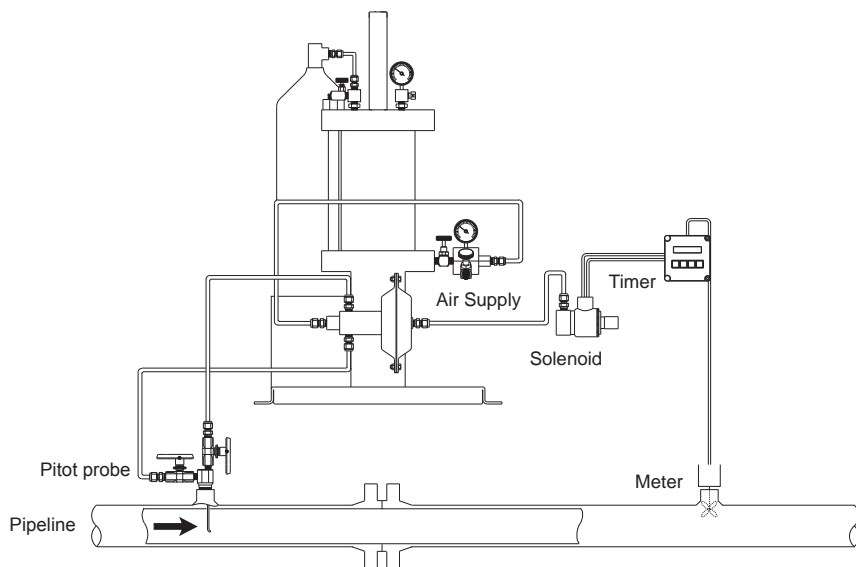 Air Supply
Timer
Solenoid
Pitot probe
Meter
Pipeline